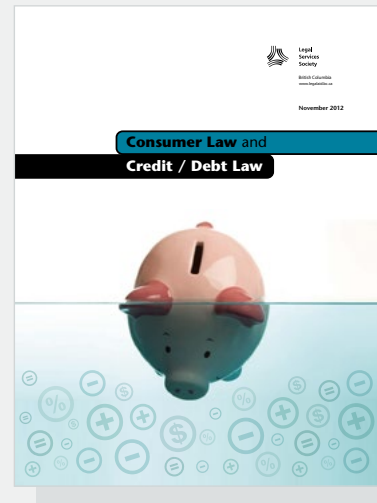 Legal
Services
Society
British Columbia
www.legalaid.bc.ca
November 2012
Consumer Law and
Credit / Debt Law